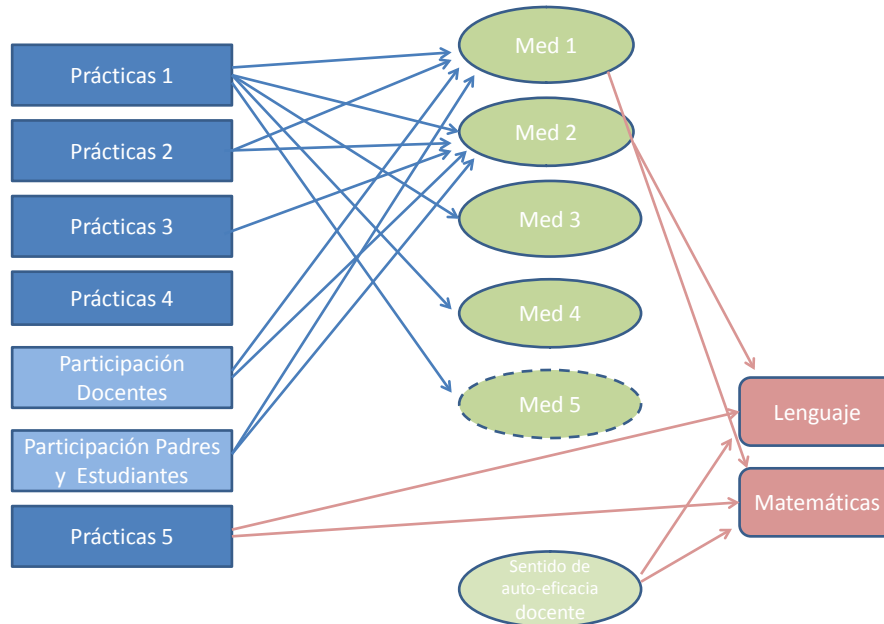 Prácticas 1
Prácticas 2
Prácticas 3
Prácticas 4
Participación
Docentes
Participación Padres
y Estudiantes
Prácticas 5
Med 1
Med 2
Med 3
Med 4
Med 5
Sentido de
auto-eficacia
docente
Lenguaje
Matemáticas